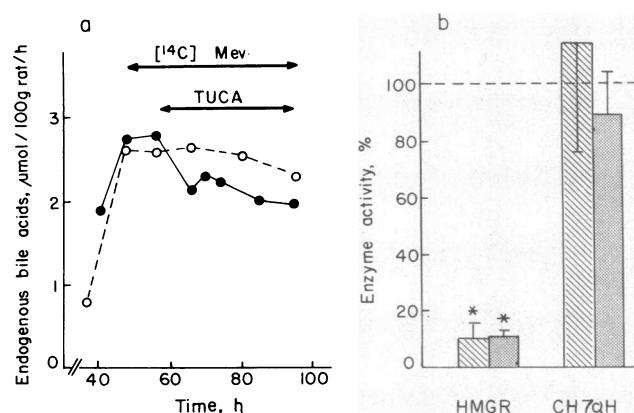 a
[¹⁴C] Mev.
TUCA
Endogenous bile acids, μmol/100g rat/h
3
2
1
0
40
60
80
100
Time, h
b
Enzyme activity, %
100
80
60
40
20
0
*
*
HMGR
CH7αH